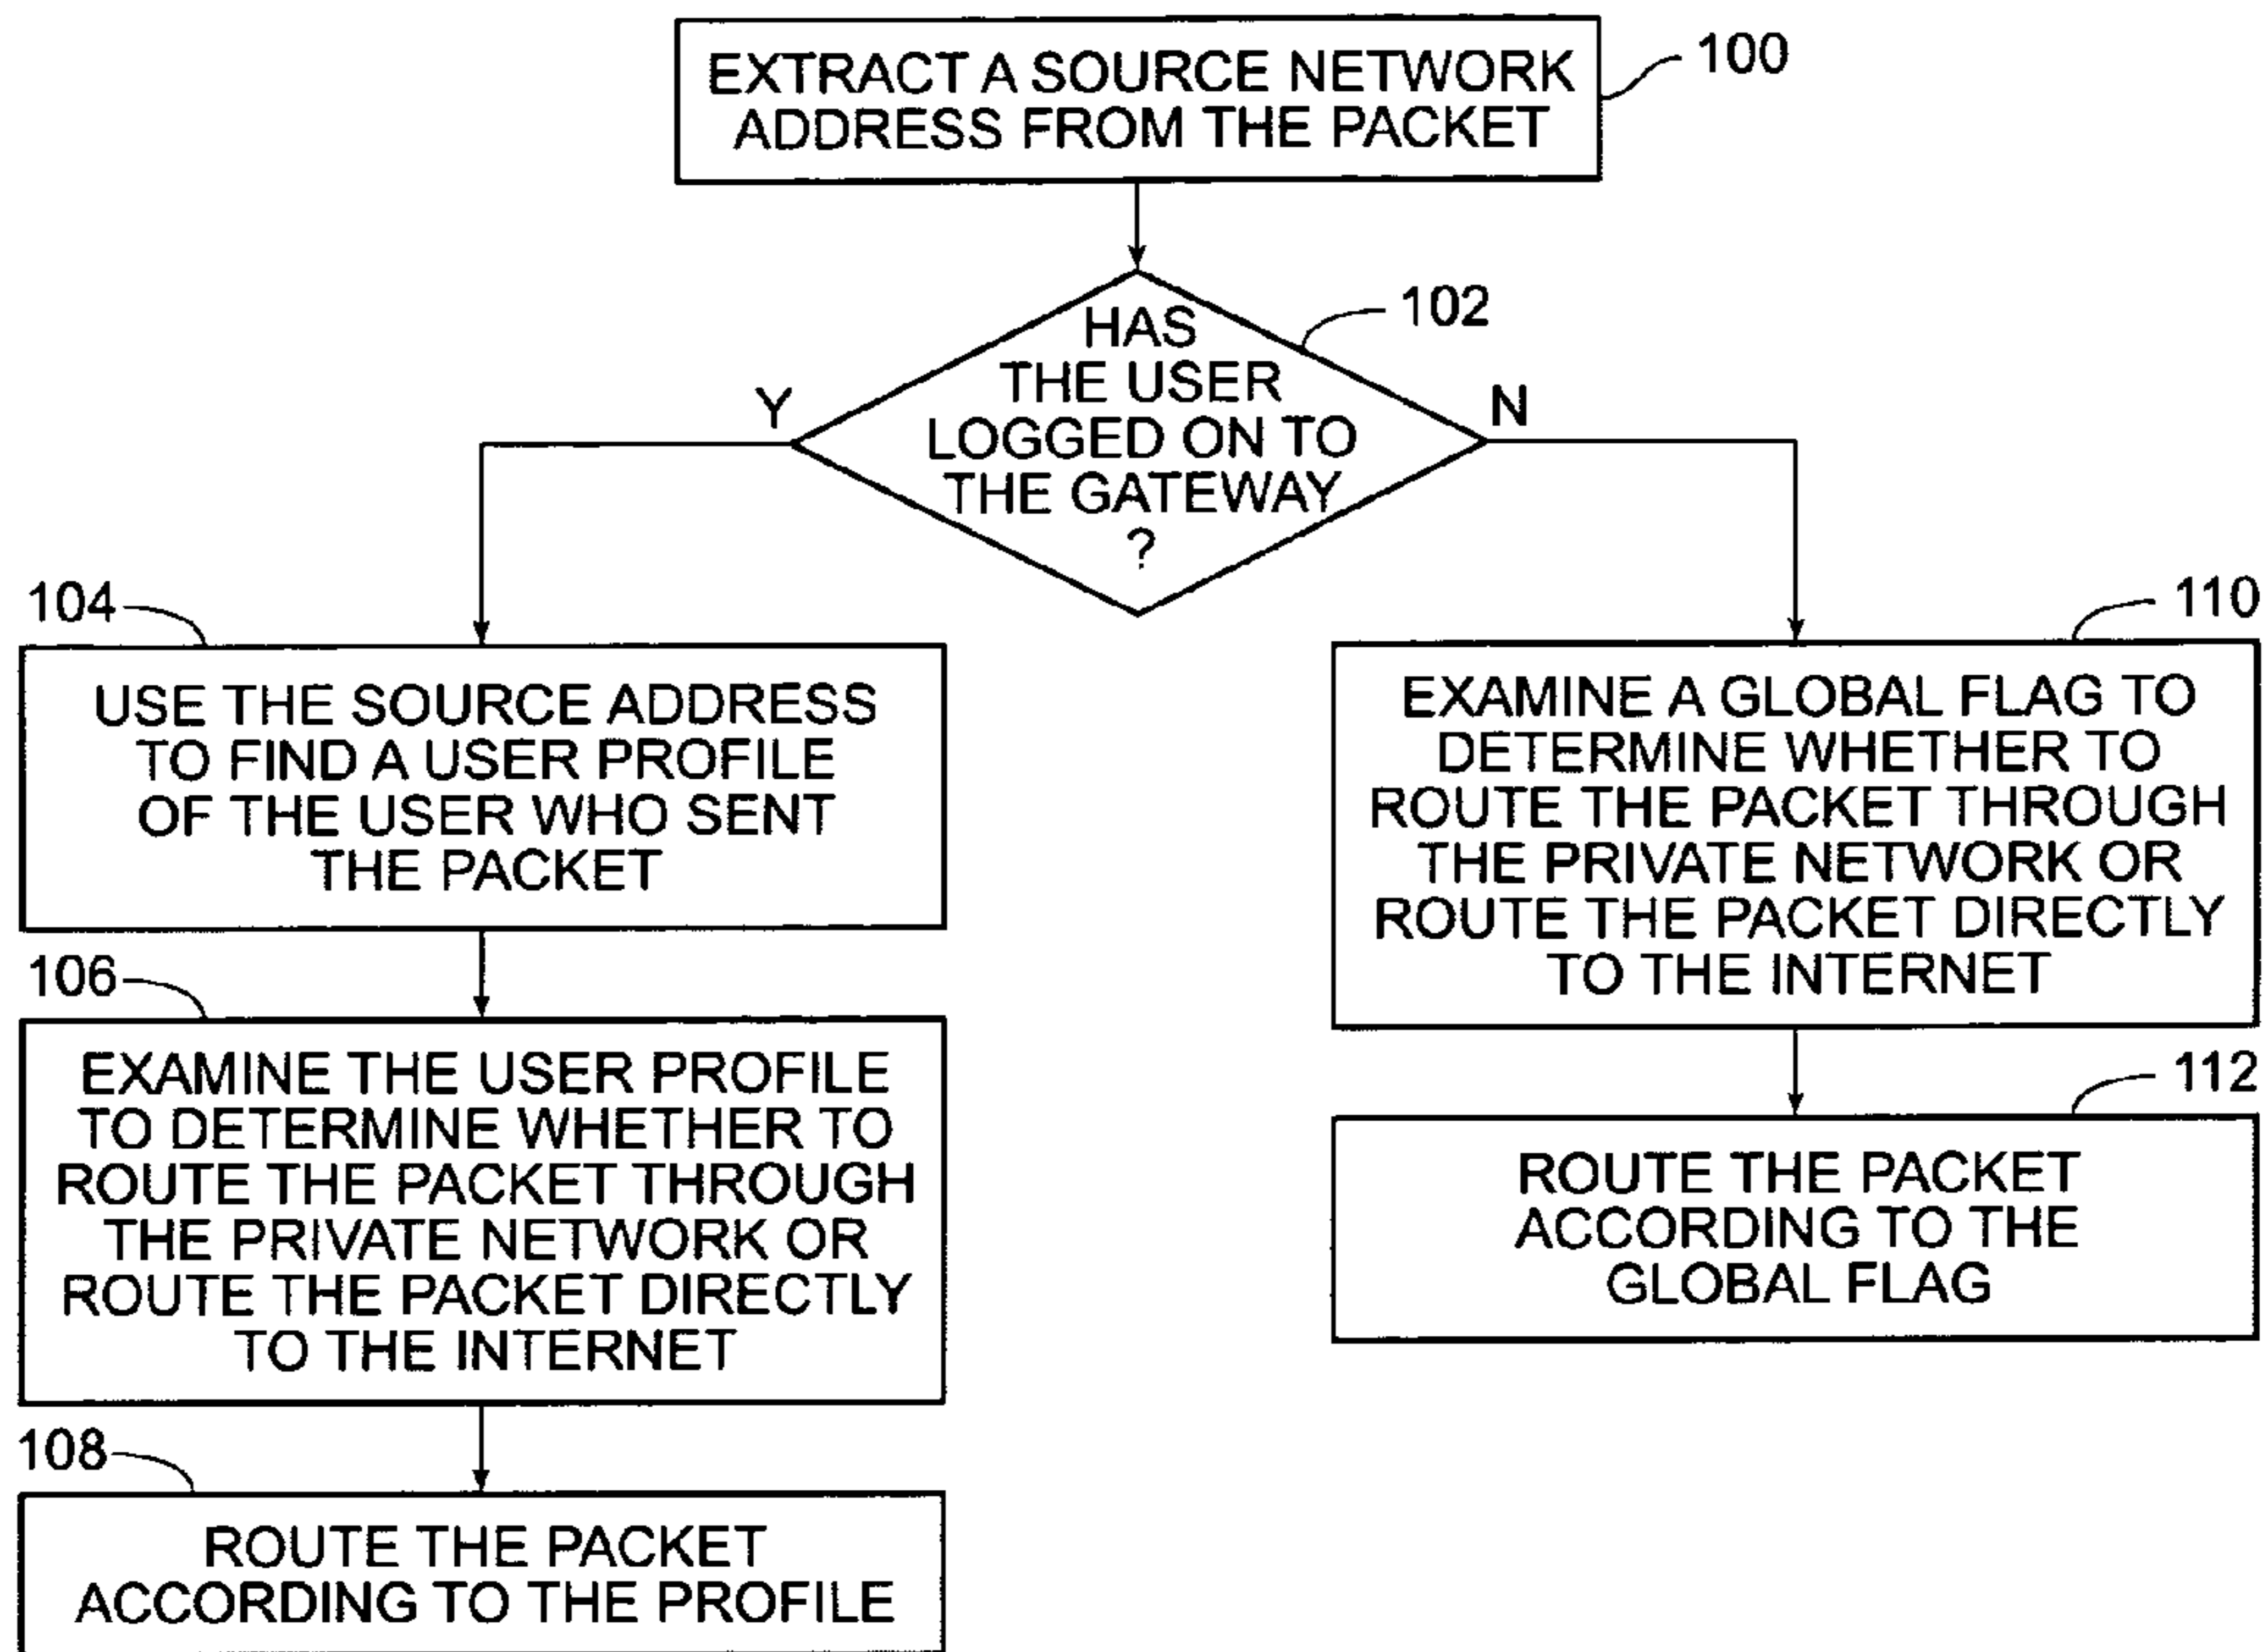 EXTRACT A SOURCE NETWORK
ADDRESS FROM THE PACKET
100
HAS
THE USER
LOGGED ON TO
THE GATEWAY
?
102
Y
N
104
USE THE SOURCE ADDRESS
TO FIND A USER PROFILE
OF THE USER WHO SENT
THE PACKET
106
EXAMINE THE USER PROFILE
TO DETERMINE WHETHER TO
ROUTE THE PACKET THROUGH
THE PRIVATE NETWORK OR
ROUTE THE PACKET DIRECTLY
TO THE INTERNET
108
ROUTE THE PACKET
ACCORDING TO THE PROFILE
110
EXAMINE A GLOBAL FLAG TO
DETERMINE WHETHER TO
ROUTE THE PACKET THROUGH
THE PRIVATE NETWORK OR
ROUTE THE PACKET DIRECTLY
TO THE INTERNET
112
ROUTE THE PACKET
ACCORDING TO THE
GLOBAL FLAG